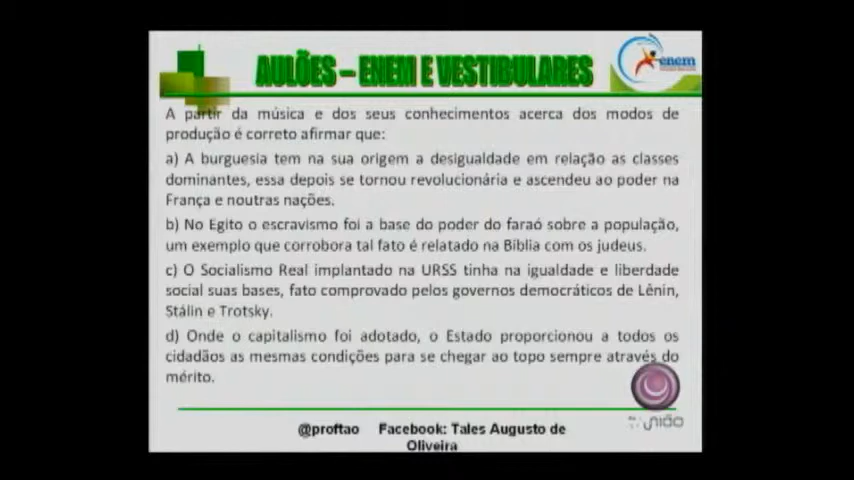 AULÕES – ENEM E VESTIBULARES
enem
A partir da música e dos seus conhecimentos acerca dos modos de
produção é correto afirmar que:
a) A burguesia tem na sua origem a desigualdade em relação as classes
dominantes, essa depois se tornou revolucionária e ascendeu ao poder na
França e noutras nações.
b) No Egito o escravismo foi a base do poder do faraó sobre a população,
um exemplo que corrobora tal fato é relatado na Bíblia com os judeus.
c) O Socialismo Real implantado na URSS tinha na igualdade e liberdade
social suas bases, fato comprovado pelos governos democráticos de Lênin,
Stálin e Trotsky.
d) Onde o capitalismo foi adotado, o Estado proporcionou a todos os
cidadãos as mesmas condições para se chegar ao topo sempre através do
mérito.
@proftao Facebook: Tales Augusto de
Oliveira